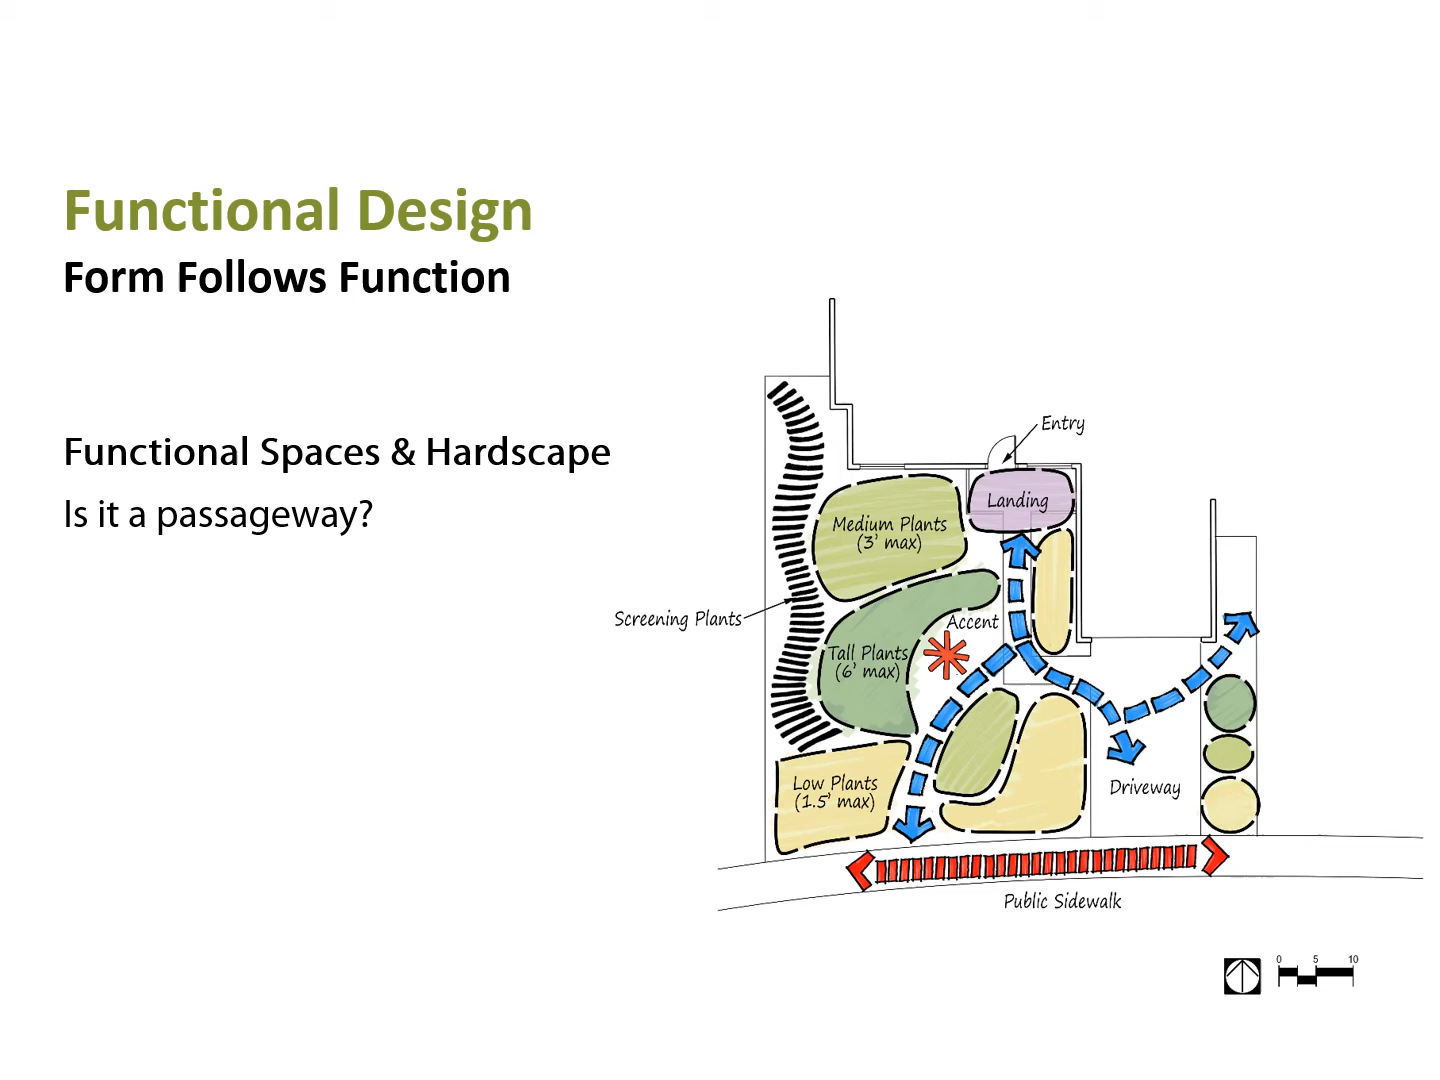 Functional Design
Form Follows Function
Functional Spaces & Hardscape
Is it a passageway?
Entry
Landing
Medium Plants
(3' max)
Screening Plants
Accent
Tall Plants
(6' max)
Low Plants
(1.5' max)
Driveway
Public Sidewalk
0 5 10